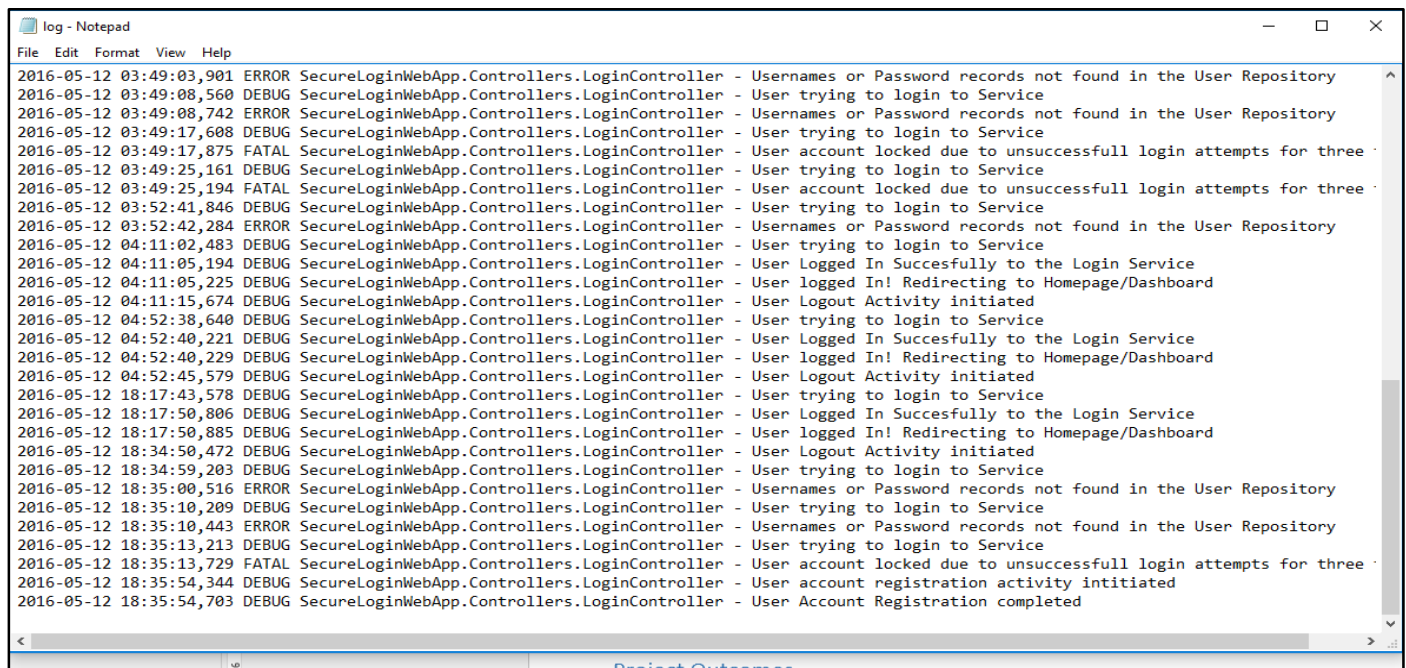 log - Notepad
File Edit Format View Help
2016-05-12 03:49:03,901 ERROR SecureLoginWebApp.Controllers.LoginController - Usernames or Password records not found in the User Repository
2016-05-12 03:49:08,560 DEBUG SecureLoginWebApp.Controllers.LoginController - User trying to login to Service
2016-05-12 03:49:08,742 ERROR SecureLoginWebApp.Controllers.LoginController - Usernames or Password records not found in the User Repository
2016-05-12 03:49:17,608 DEBUG SecureLoginWebApp.Controllers.LoginController - User trying to login to Service
2016-05-12 03:49:17,875 FATAL SecureLoginWebApp.Controllers.LoginController - User account locked due to unsuccessfull login attempts for three
2016-05-12 03:49:25,161 DEBUG SecureLoginWebApp.Controllers.LoginController - User trying to login to Service
2016-05-12 03:49:25,194 FATAL SecureLoginWebApp.Controllers.LoginController - User account locked due to unsuccessfull login attempts for three
2016-05-12 03:52:41,846 DEBUG SecureLoginWebApp.Controllers.LoginController - User trying to login to Service
2016-05-12 03:52:42,284 ERROR SecureLoginWebApp.Controllers.LoginController - Usernames or Password records not found in the User Repository
2016-05-12 04:11:02,483 DEBUG SecureLoginWebApp.Controllers.LoginController - User trying to login to Service
2016-05-12 04:11:05,194 DEBUG SecureLoginWebApp.Controllers.LoginController - User Logged In Succesfully to the Login Service
2016-05-12 04:11:05,225 DEBUG SecureLoginWebApp.Controllers.LoginController - User logged In! Redirecting to Homepage/Dashboard
2016-05-12 04:11:15,674 DEBUG SecureLoginWebApp.Controllers.LoginController - User Logout Activity initiated
2016-05-12 04:52:38,640 DEBUG SecureLoginWebApp.Controllers.LoginController - User trying to login to Service
2016-05-12 04:52:40,221 DEBUG SecureLoginWebApp.Controllers.LoginController - User Logged In Succesfully to the Login Service
2016-05-12 04:52:40,229 DEBUG SecureLoginWebApp.Controllers.LoginController - User logged In! Redirecting to Homepage/Dashboard
2016-05-12 04:52:45,579 DEBUG SecureLoginWebApp.Controllers.LoginController - User Logout Activity initiated
2016-05-12 18:17:43,578 DEBUG SecureLoginWebApp.Controllers.LoginController - User trying to login to Service
2016-05-12 18:17:50,806 DEBUG SecureLoginWebApp.Controllers.LoginController - User Logged In Succesfully to the Login Service
2016-05-12 18:17:50,885 DEBUG SecureLoginWebApp.Controllers.LoginController - User logged In! Redirecting to Homepage/Dashboard
2016-05-12 18:34:50,472 DEBUG SecureLoginWebApp.Controllers.LoginController - User Logout Activity initiated
2016-05-12 18:34:59,203 DEBUG SecureLoginWebApp.Controllers.LoginController - User trying to login to Service
2016-05-12 18:35:00,516 ERROR SecureLoginWebApp.Controllers.LoginController - Usernames or Password records not found in the User Repository
2016-05-12 18:35:10,209 DEBUG SecureLoginWebApp.Controllers.LoginController - User trying to login to Service
2016-05-12 18:35:10,443 ERROR SecureLoginWebApp.Controllers.LoginController - Usernames or Password records not found in the User Repository
2016-05-12 18:35:13,213 DEBUG SecureLoginWebApp.Controllers.LoginController - User trying to login to Service
2016-05-12 18:35:13,729 FATAL SecureLoginWebApp.Controllers.LoginController - User account locked due to unsuccessfull login attempts for three
2016-05-12 18:35:54,344 DEBUG SecureLoginWebApp.Controllers.LoginController - User account registration activity intitiated
2016-05-12 18:35:54,703 DEBUG SecureLoginWebApp.Controllers.LoginController - User Account Registration completed